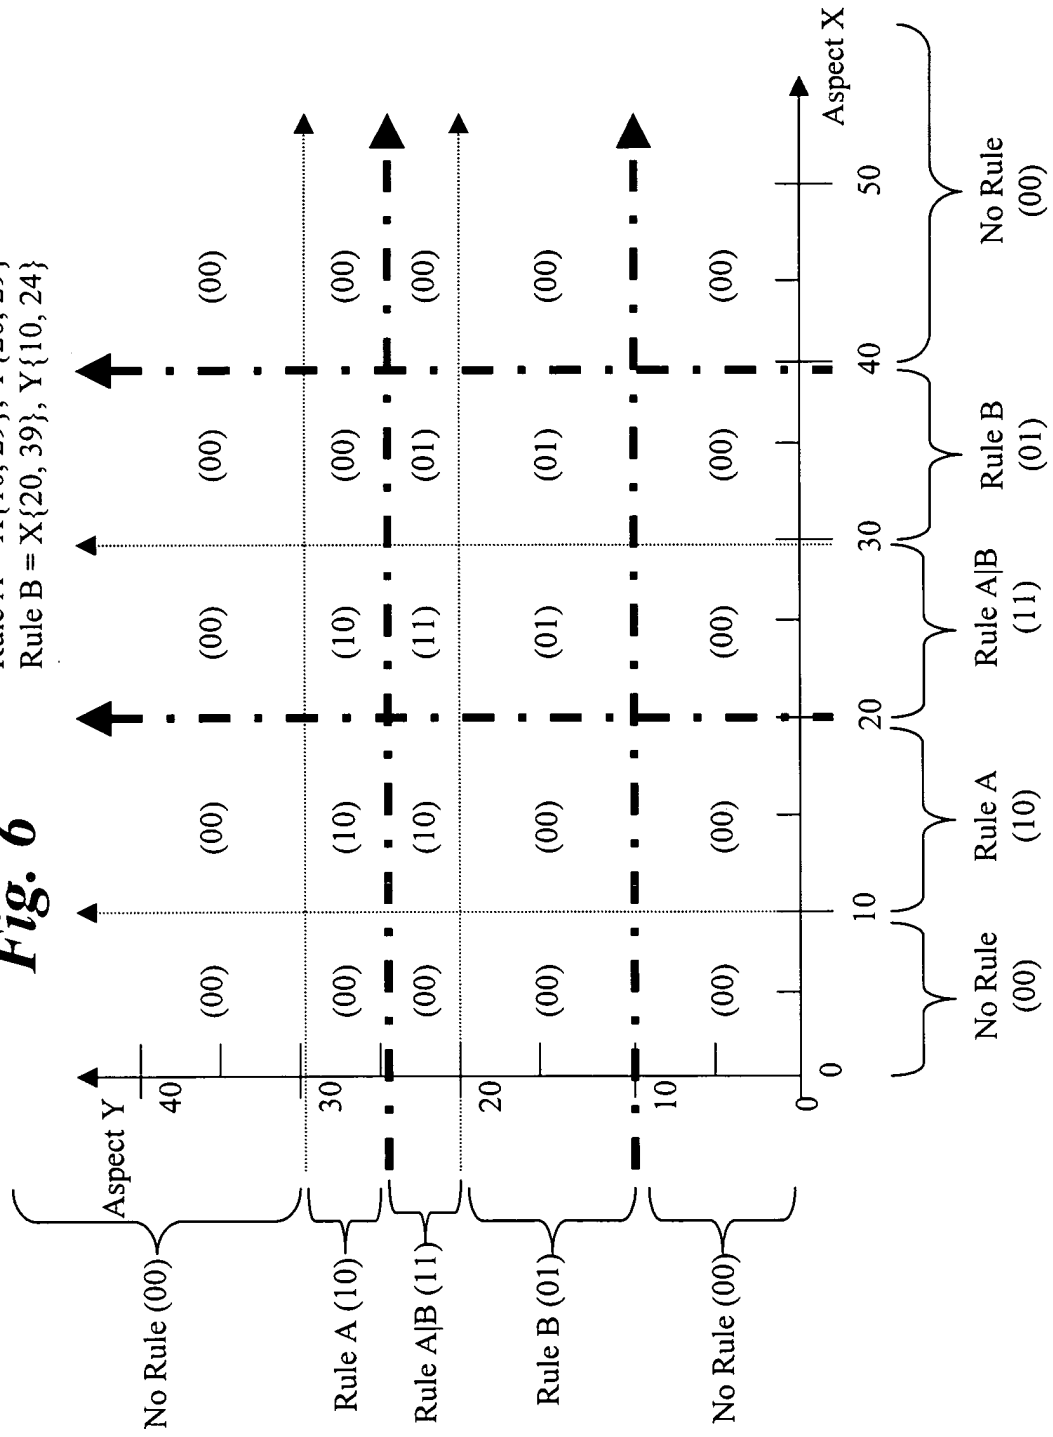 Fig. 6
Rule B = X{20, 39}, Y{10, 24}
Aspect Y
No Rule (00)
40
(00) (00) (00) (00) (00)
30
Rule A (10) (00) (10) (10) (00) (00)
Rule A|B (11) (00) (10) (11) (01) (00)
20
Rule B (01) (00) (00) (01) (01) (00)
10
No Rule (00) (00) (00) (00) (00) (00)
0
0 Aspect X
10 20 30 40 50
No Rule Rule A Rule A|B Rule B No Rule
(00) (10) (11) (01) (00)